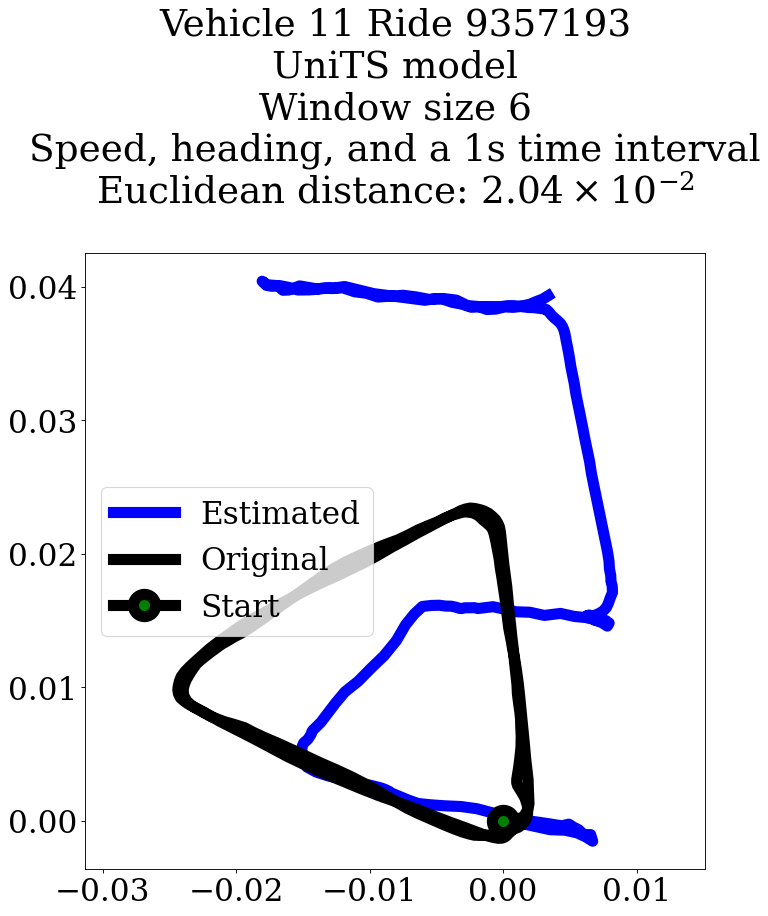 Vehicle 11 Ride 9357193
UniTS model
Window size 6
Speed, heading, and a 1s time interval
Euclidean distance: 2.04 × 10⁻²
0.04
0.03
0.02
0.01
0.00
Estimated
Original
Start
−0.03 −0.02 −0.01 0.00 0.01